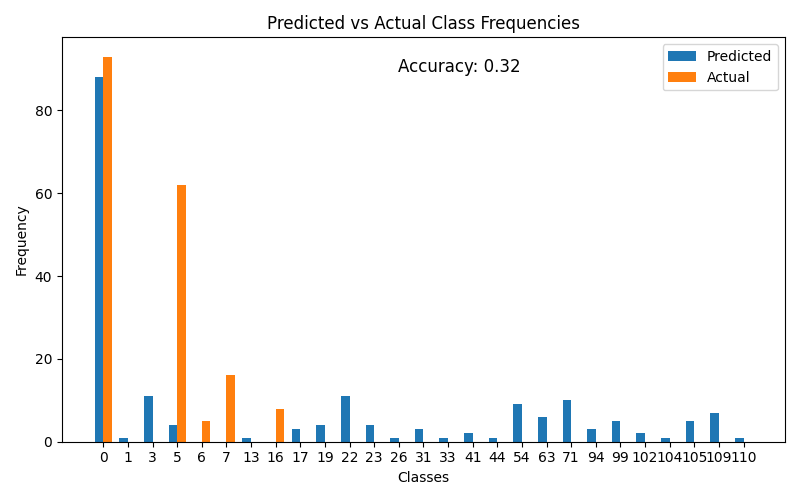 Predicted vs Actual Class Frequencies
Accuracy: 0.32
Predicted
Actual
Frequency
80
60
40
20
0
0 1 3 5 6 7 13 16 17 19 22 23 26 31 33 41 44 54 63 71 94 99 102 104 105 109 110
Classes